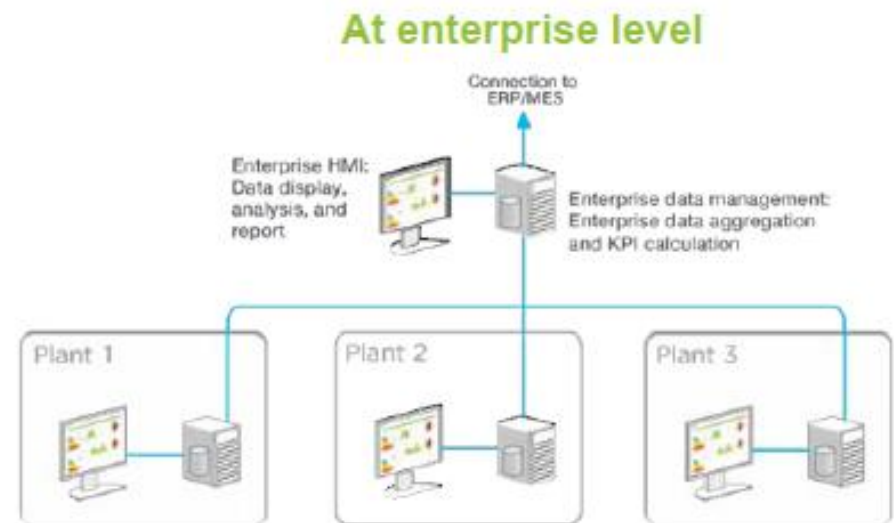 At enterprise level
Connection to
ERP/MES
Enterprise HMI:
Data display,
analysis, and
report
Enterprise data management:
Enterprise data aggregation
and KPI calculation
Plant 1
Plant 2
Plant 3